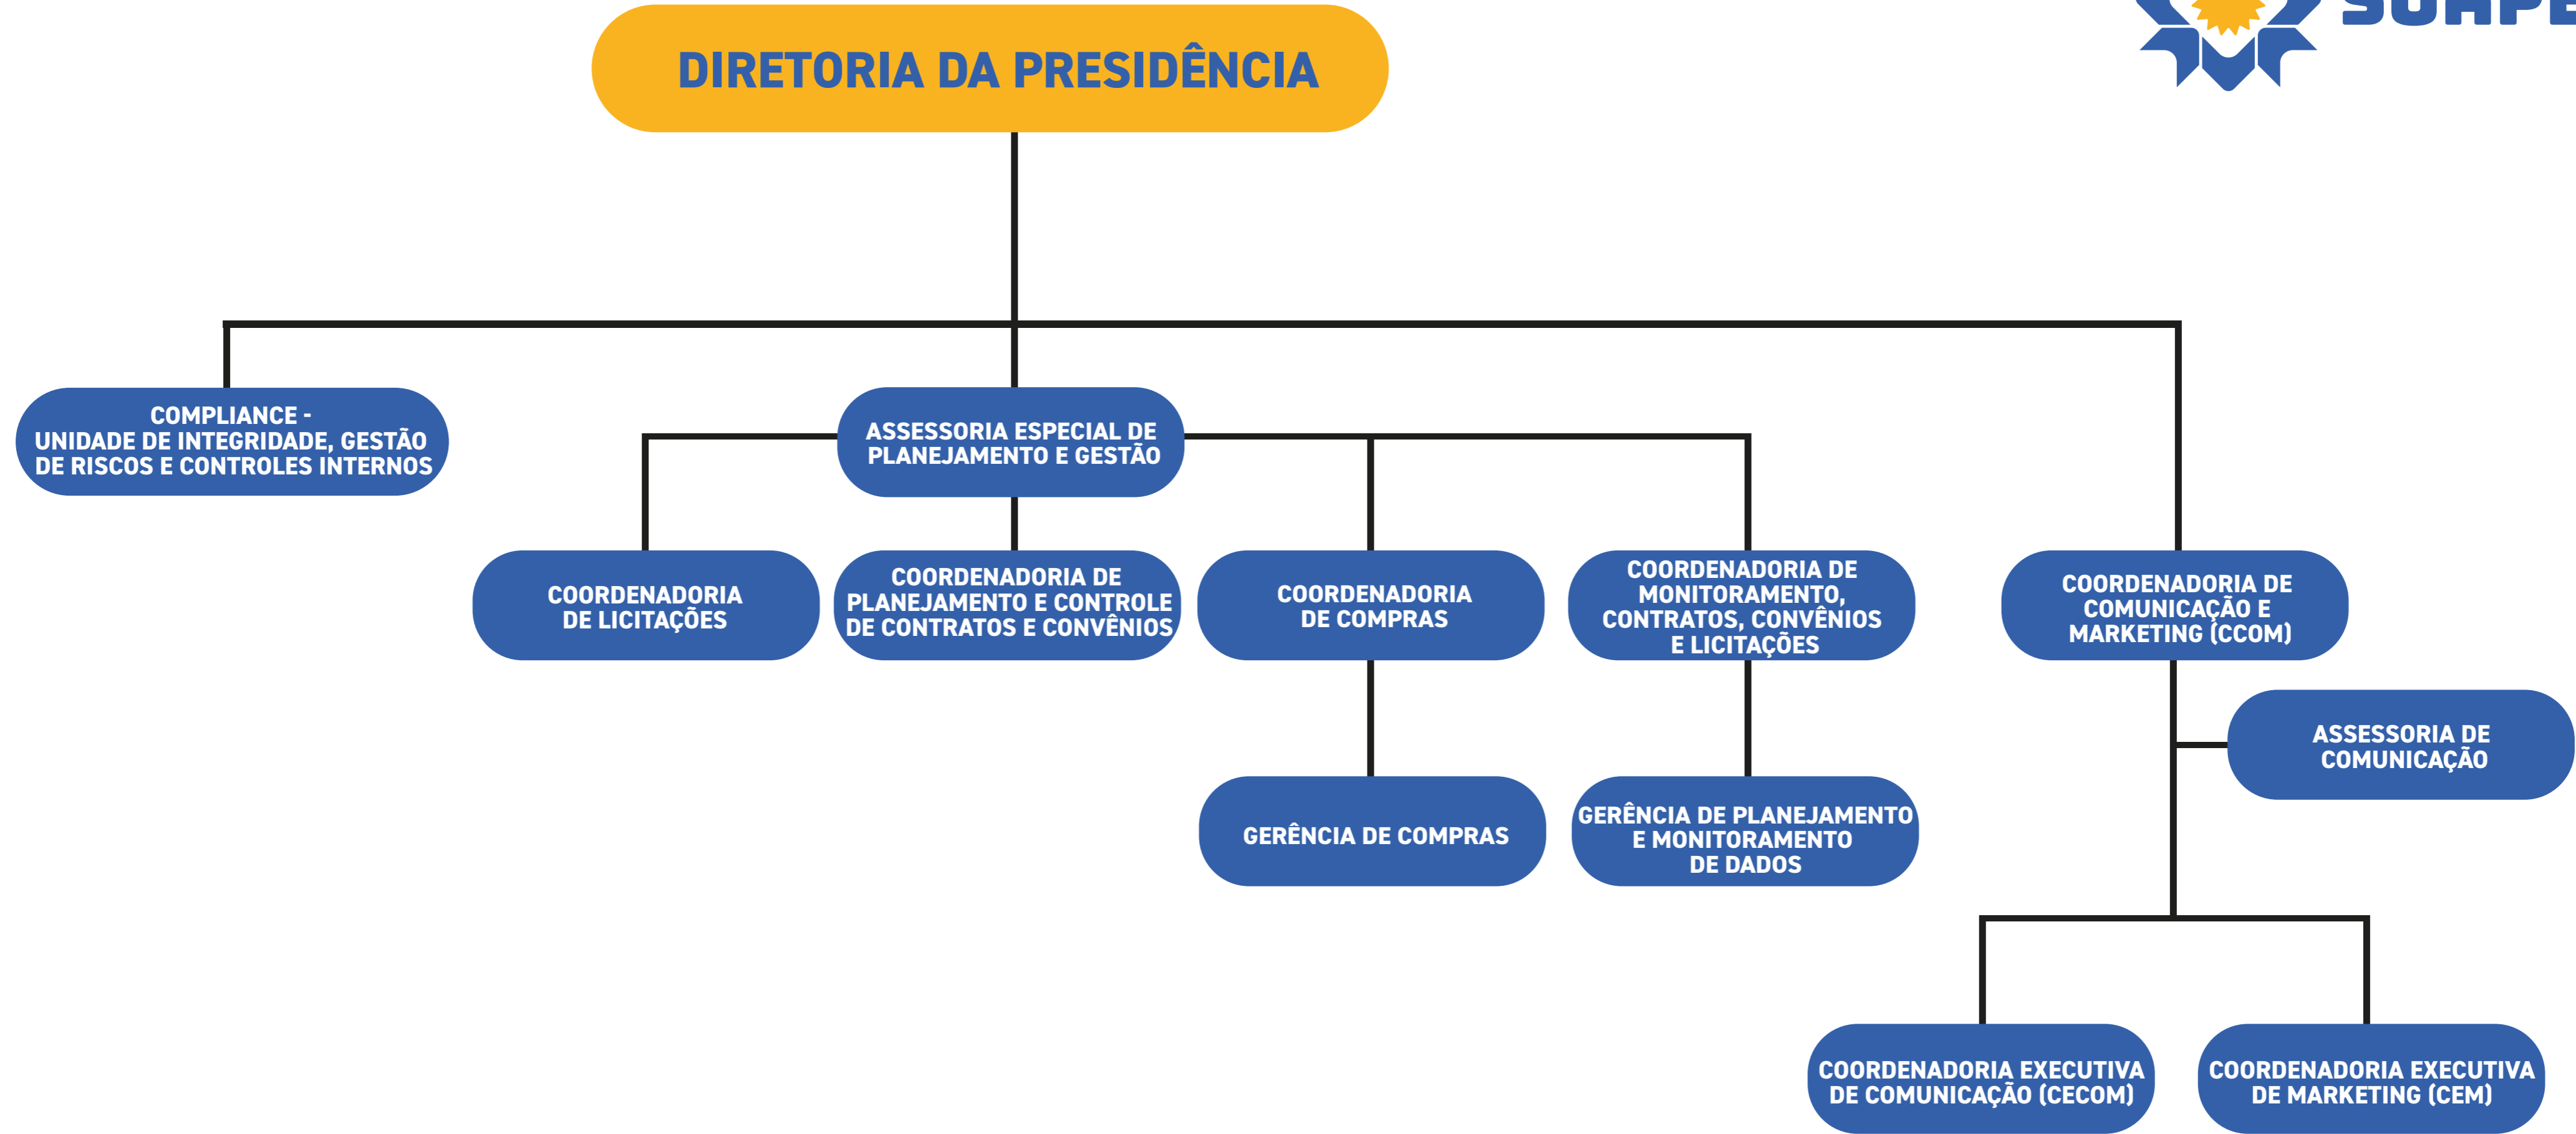 DIRETORIA DA PRESIDÊNCIA
COMPLIANCE -
UNIDADE DE INTEGRIDADE, GESTÃO
DE RISCOS E CONTROLES INTERNOS
ASSESSORIA ESPECIAL DE
PLANEJAMENTO E GESTÃO
COORDENADORIA
DE LICITAÇÕES
COORDENADORIA DE
PLANEJAMENTO E CONTROLE
DE CONTRATOS E CONVÊNIOS
COORDENADORIA
DE COMPRAS
COORDENADORIA DE
MONITORAMENTO,
CONTRATOS, CONVÊNIOS
E LICITAÇÕES
COORDENADORIA DE
COMUNICAÇÃO E
MARKETING (CCOM)
ASSESSORIA DE
COMUNICAÇÃO
GERÊNCIA DE COMPRAS
GERÊNCIA DE PLANEJAMENTO
E MONITORAMENTO
DE DADOS
COORDENADORIA EXECUTIVA
DE COMUNICAÇÃO (CECOM)
COORDENADORIA EXECUTIVA
DE MARKETING (CEM)